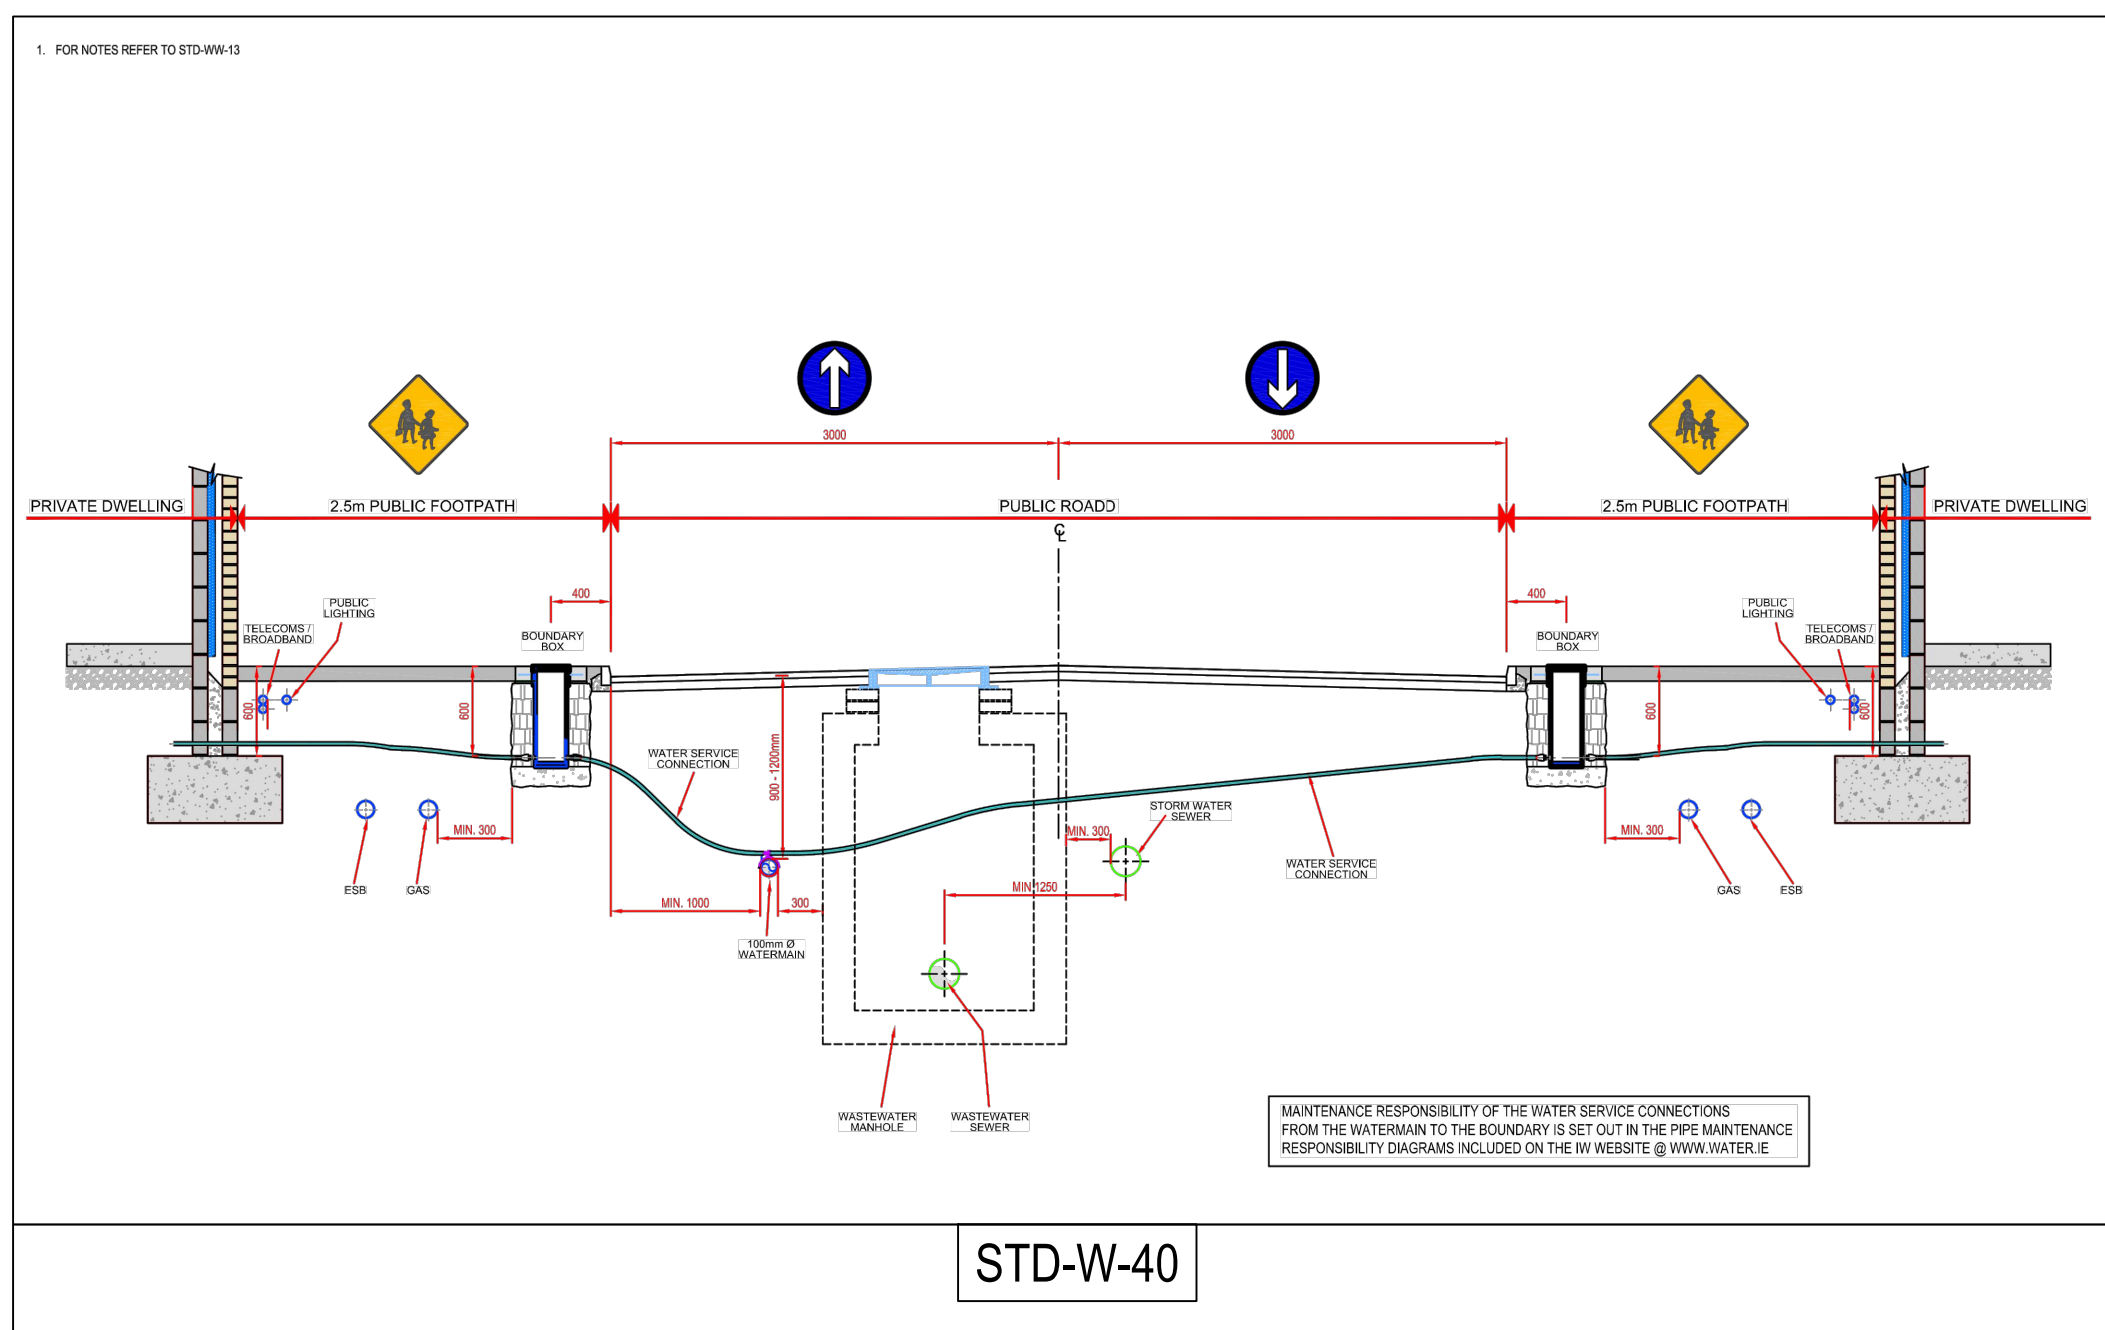 1. FOR NOTES REFER TO STD-WW-13
3000
3000
PRIVATE DWELLING
2.5m PUBLIC FOOTPATH
PUBLIC ROADD
2.5m PUBLIC FOOTPATH
PRIVATE DWELLING
℄
400
400
PUBLIC
LIGHTING
TELECOMS /
BROADBAND
BOUNDARY
BOX
BOUNDARY
BOX
PUBLIC
LIGHTING
TELECOMS /
BROADBAND
600
600
900 - 1200mm
600
600
WATER SERVICE
CONNECTION
STORM WATER
SEWER
MIN. 300
MIN. 300
MIN. 300
WATER SERVICE
CONNECTION
ESB
GAS
MIN. 1000
300
MIN 1250
GAS
ESB
100mm Ø
WATERMAIN
WASTEWATER
MANHOLE
WASTEWATER
SEWER
MAINTENANCE RESPONSIBILITY OF THE WATER SERVICE CONNECTIONS
FROM THE WATERMAIN TO THE BOUNDARY IS SET OUT IN THE PIPE MAINTENANCE
RESPONSIBILITY DIAGRAMS INCLUDED ON THE IW WEBSITE @ WWW.WATER.IE
STD-W-40